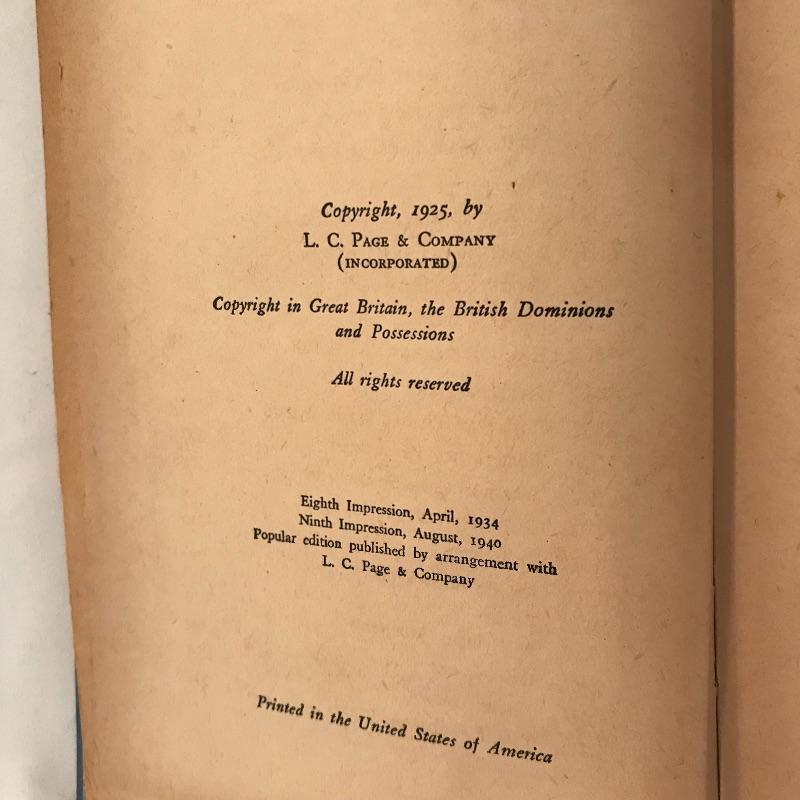 Copyright, 1925, by
L. C. Page & Company
(INCORPORATED)
Copyright in Great Britain, the British Dominions
and Possessions
All rights reserved
Eighth Impression, April, 1934
Ninth Impression, August, 1940
Popular edition published by arrangement with
L. C. Page & Company
Printed in the United States of America